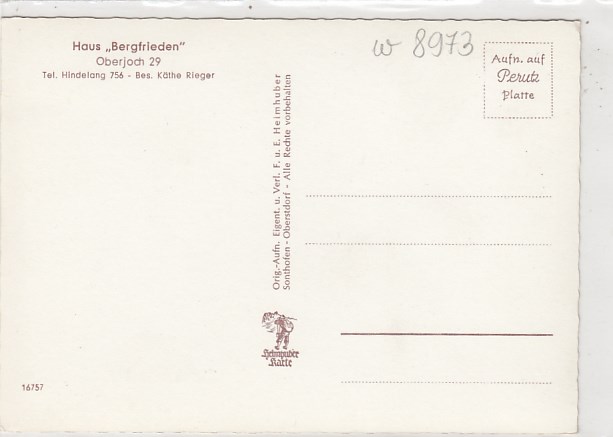 Haus „Bergfrieden“
Oberjoch 29
Tel. Hindelang 756 - Bes. Käthe Rieger
w 8973
Aufn. auf
Perutz
Platte
Orig.-Aufn. Eigent. u. Verl. F. u. E. Heimhuber
Sonthofen - Oberstdorf - Alle Rechte vorbehalten
Heimhuber
Karte
16757